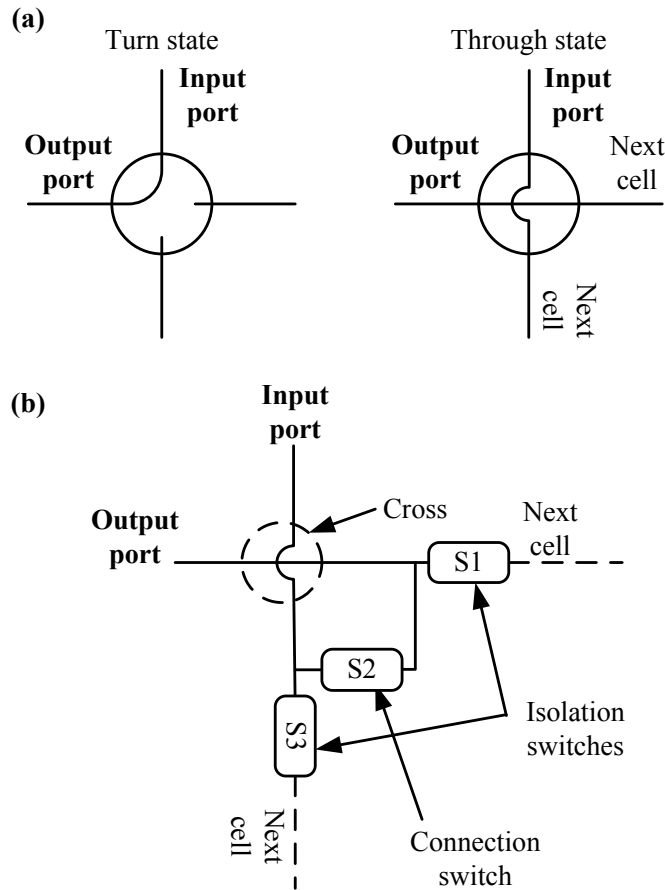 (a)
Turn state
Through state
Input
port
Output
port
Input
port
Output
port
Next
cell
Next
cell
(b)
Input
port
Cross
Output
port
Next
cell
S1
S2
S3
Isolation
switches
Next
cell
Connection
switch